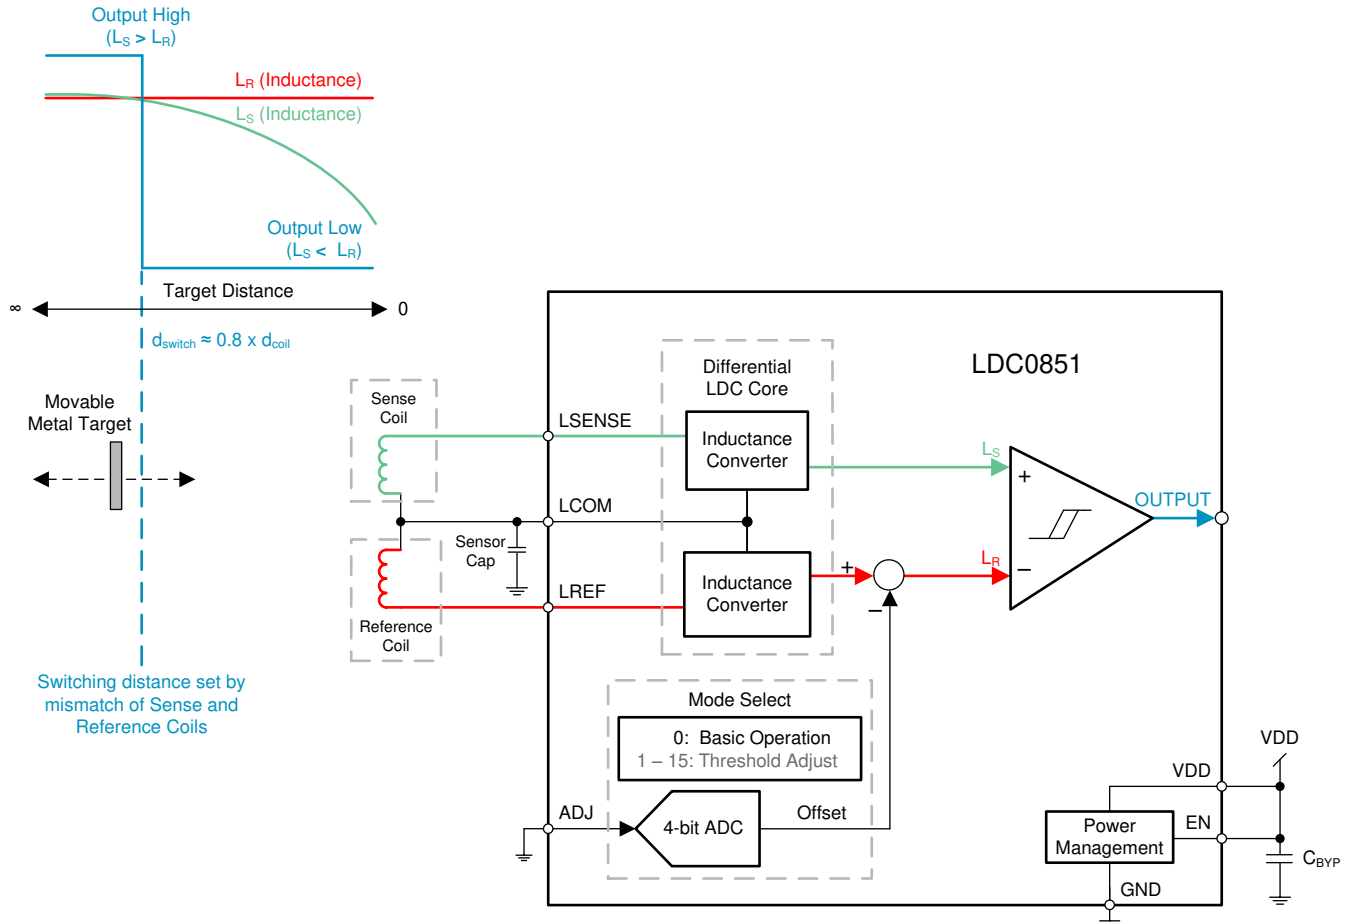 Output High
(LS > LR)
LR (Inductance)
LS (Inductance)
Output Low
(LS < LR)
∞
Target Distance
0
dswitch ≈ 0.8 x dcoil
Movable
Metal Target
Switching distance set by
mismatch of Sense and
Reference Coils
Sense
Coil
Sensor
Cap
Reference
Coil
LSENSE
LCOM
LREF
Differential
LDC Core
Inductance
Converter
Inductance
Converter
LDC0851
LS
+
LR
−
+
−
OUTPUT
Mode Select
0: Basic Operation
1 – 15: Threshold Adjust
ADJ
4-bit ADC
Offset
VDD
VDD
EN
Power
Management
CBYP
GND